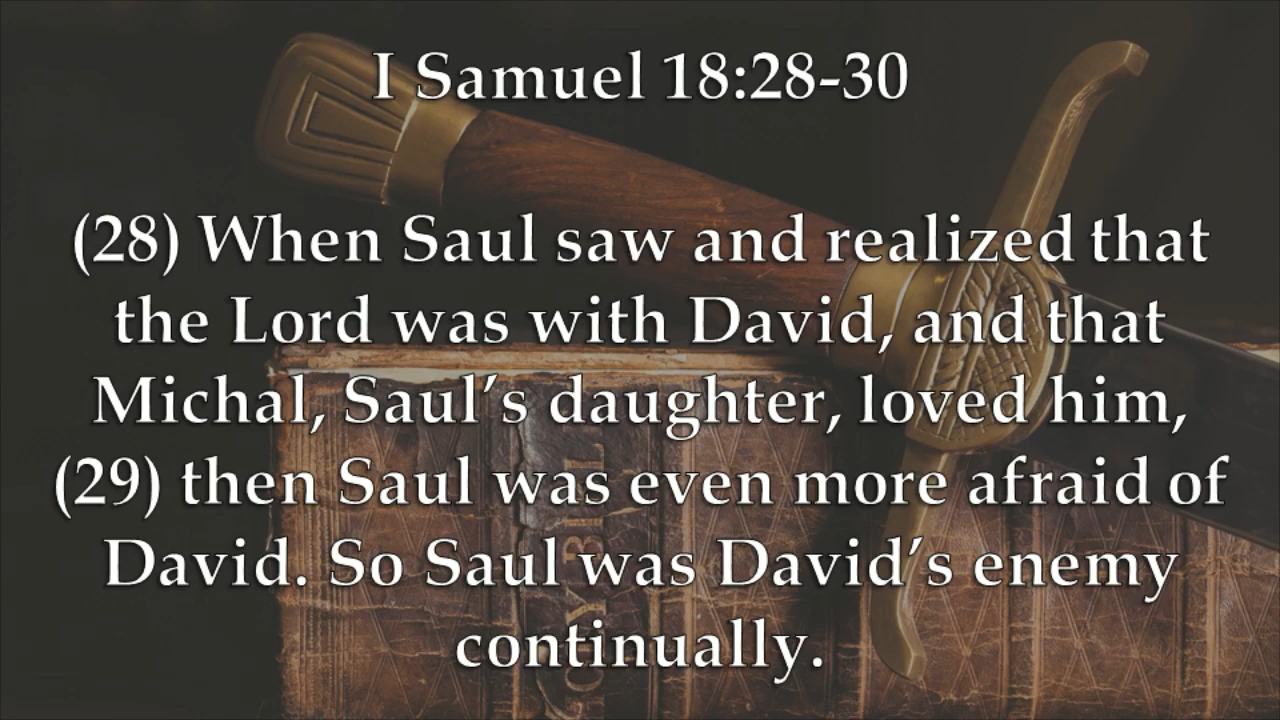 I Samuel 18:28-30
(28) When Saul saw and realized that
the Lord was with David, and that
Michal, Saul’s daughter, loved him,
(29) then Saul was even more afraid of
David. So Saul was David’s enemy
continually.